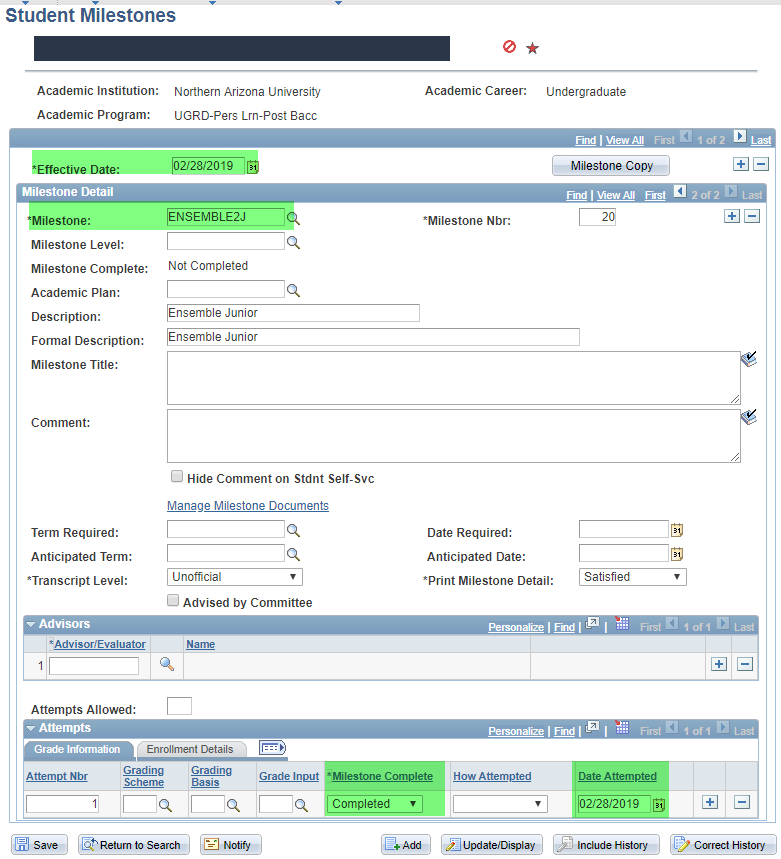 Student Milestones
Academic Institution: Northern Arizona University Academic Career: Undergraduate
Academic Program: UGRD-Pers Lrn-Post Bacc
Find | View All First 1 of 2 Last
*Effective Date: 02/28/2019 31 Milestone Copy
Milestone Detail Find | View All First 2 of 2 Last
*Milestone: ENSEMBLE2J *Milestone Nbr: 20
Milestone Level:
Milestone Complete: Not Completed
Academic Plan:
Description: Ensemble Junior
Formal Description: Ensemble Junior
Milestone Title:
Comment:
Hide Comment on Stdnt Self-Svc
Manage Milestone Documents
Term Required: Date Required: 31
Anticipated Term: Anticipated Date: 31
*Transcript Level: Unofficial *Print Milestone Detail: Satisfied
Advised by Committee
Advisors Personalize | Find | | First 1 of 1 Last
*Advisor/Evaluator Name
1
Attempts Allowed:
Attempts Personalize | Find | | First 1 of 1 Last
Grade Information Enrollment Details
Attempt Nbr Grading Scheme Grading Basis Grade Input *Milestone Complete How Attempted Date Attempted
1 Completed 02/28/2019 31
Save Return to Search Notify Add Update/Display Include History Correct History